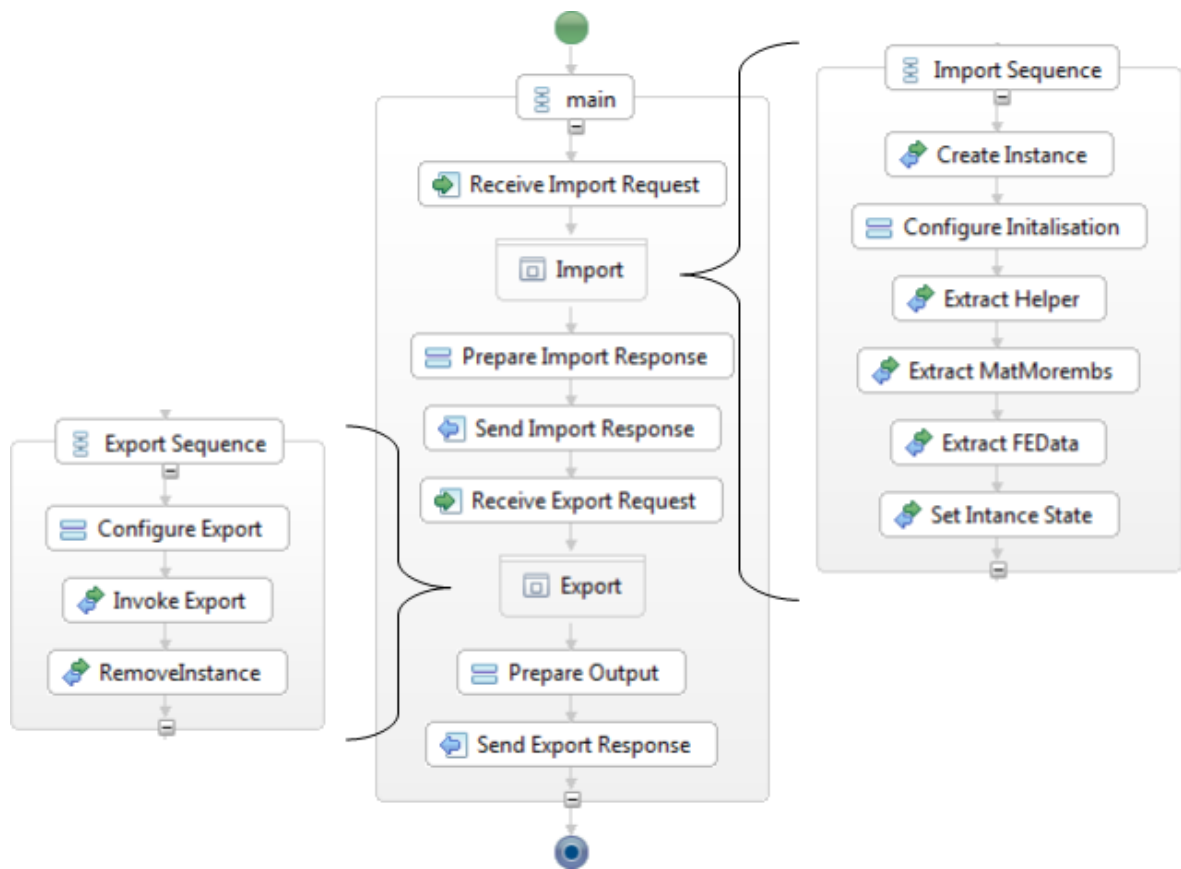 main
Receive Import Request
Import
Prepare Import Response
Send Import Response
Receive Export Request
Export
Prepare Output
Send Export Response
Export Sequence
Configure Export
Invoke Export
RemoveInstance
Import Sequence
Create Instance
Configure Initalisation
Extract Helper
Extract MatMorembs
Extract FEData
Set Intance State